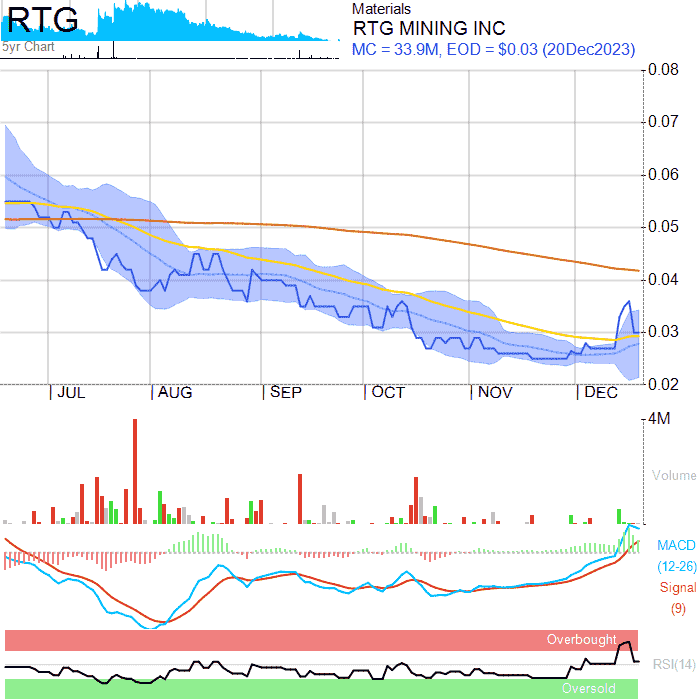 RTG
5yr Chart
Materials
RTG MINING INC
MC = 33.9M, EOD = $0.03 (20Dec2023)
0.08
0.07
0.06
0.05
0.04
0.03
0.02
JUL AUG SEP OCT NOV DEC
4M
Volume
MACD
(12-26)
Signal
(9)
Overbought
RSI(14)
Oversold